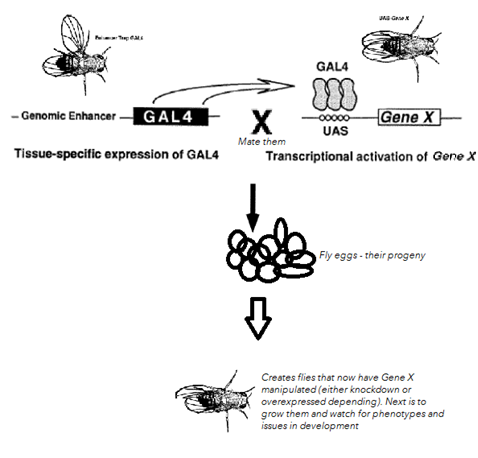 Enhancer Trap GAL4
UAS Gene X
GAL4
– Genomic Enhancer – GAL4
UAS
Gene X
X
Mate them
Tissue-specific expression of GAL4
Transcriptional activation of Gene X
Fly eggs - their progeny
Creates flies that now have Gene X
manipulated (either knockdown or
overexpressed depending). Next is to
grow them and watch for phenotypes and
issues in development